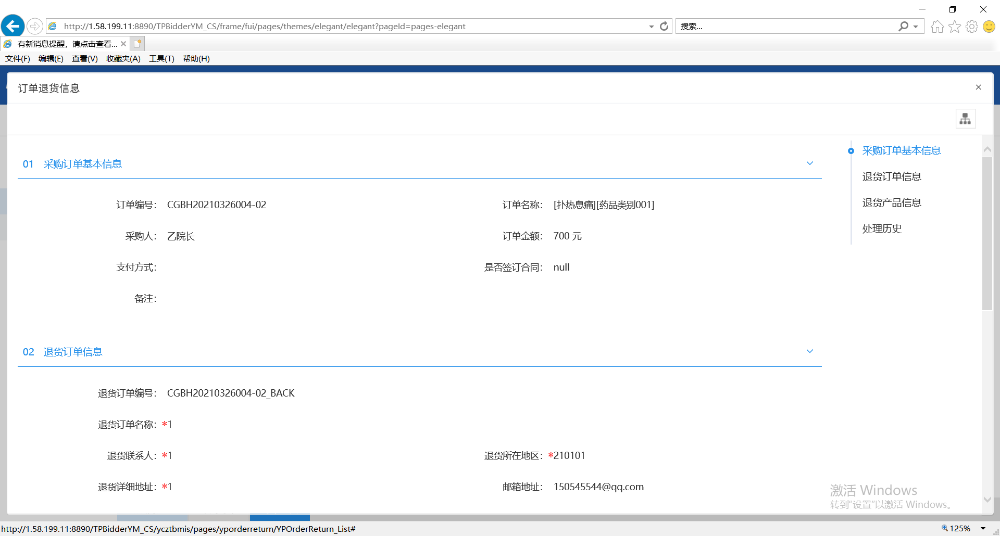 http://1.58.199.11:8890/TPBidderYM_CS/frame/fui/pages/themes/elegant/elegant?pageId=pages-elegant
搜索...
有新消息提醒，请点击查看...
文件(F) 编辑(E) 查看(V) 收藏夹(A) 工具(T) 帮助(H)
订单退货信息
01 采购订单基本信息
订单编号： CGBH20210326004-02
订单名称： [扑热息痛][药品类别001]
采购人： 乙院长
订单金额： 700 元
支付方式：
是否签订合同： null
备注：
02 退货订单信息
退货订单编号： CGBH20210326004-02_BACK
退货订单名称： *1
退货联系人： *1
退货所在地区： *210101
退货详细地址： *1
邮箱地址： 150545544@qq.com
采购订单基本信息
退货订单信息
退货产品信息
处理历史
激活 Windows
转到"设置"以激活 Windows。
http://1.58.199.11:8890/TPBidderYM_CS/ycztbmis/pages/yporderreturn/YPOrderReturn_List#
125%